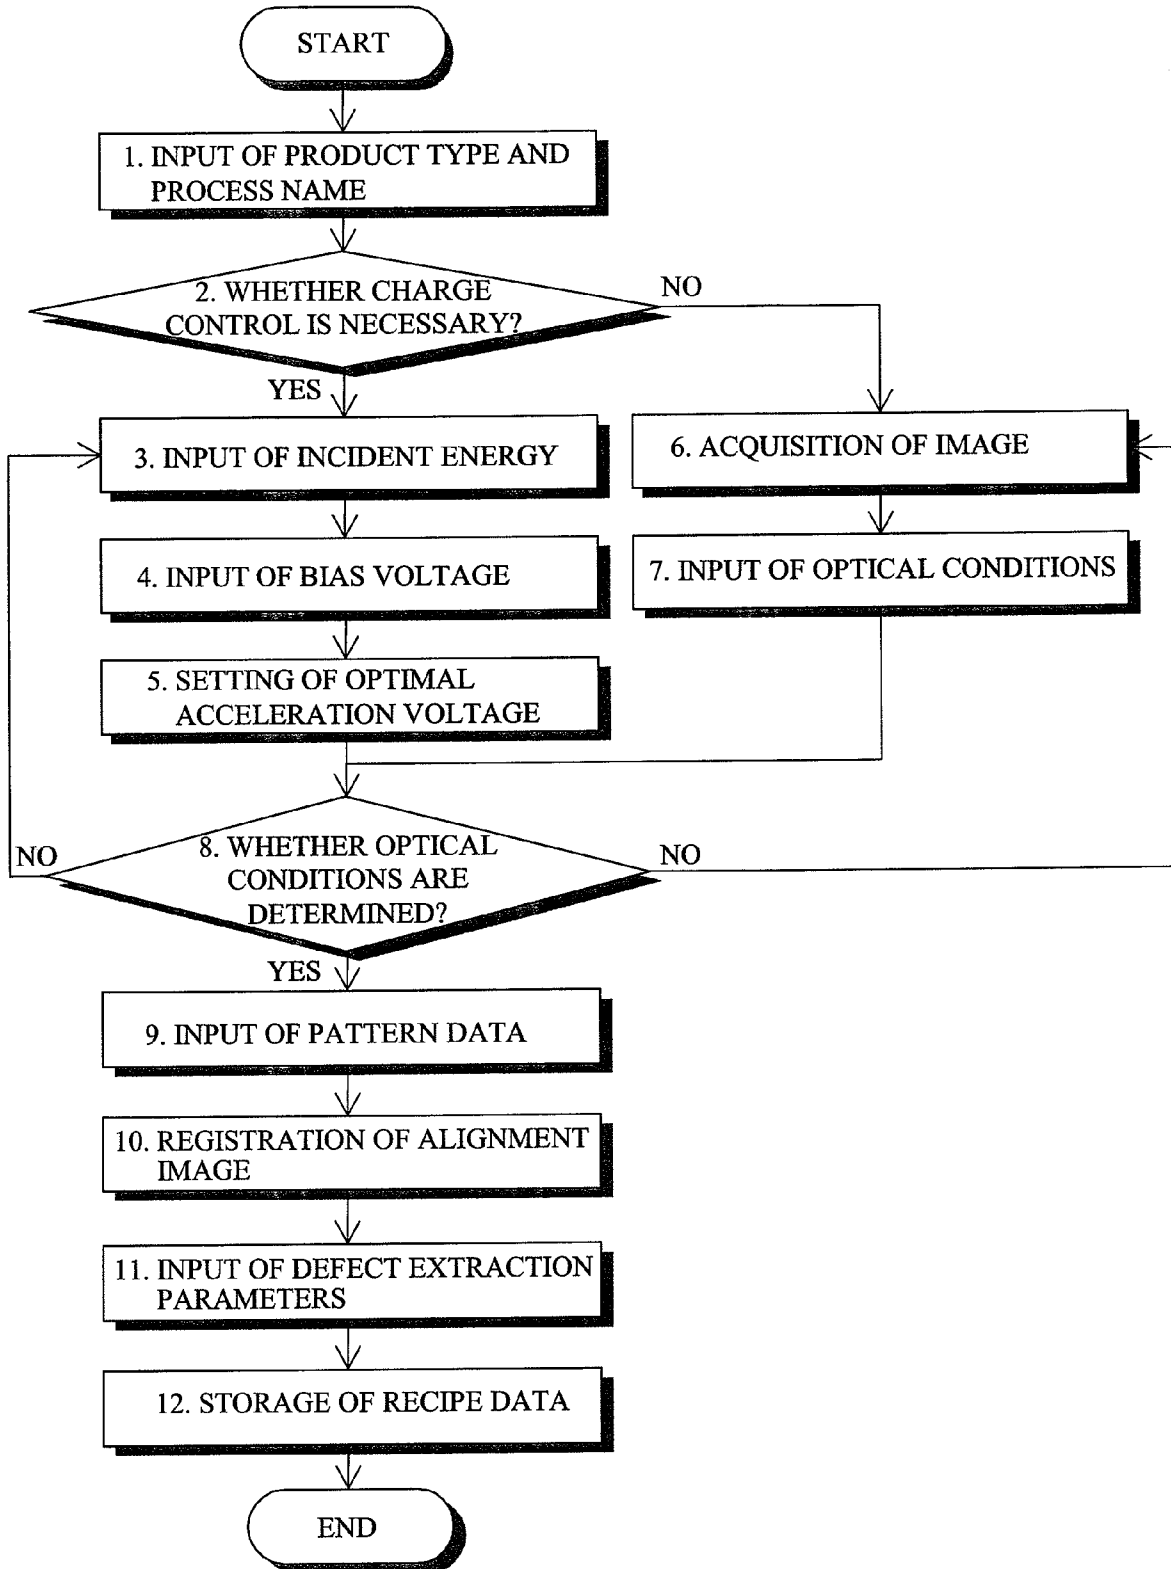 START
1. INPUT OF PRODUCT TYPE AND
PROCESS NAME
2. WHETHER CHARGE
CONTROL IS NECESSARY?
NO
YES
3. INPUT OF INCIDENT ENERGY
6. ACQUISITION OF IMAGE
4. INPUT OF BIAS VOLTAGE
7. INPUT OF OPTICAL CONDITIONS
5. SETTING OF OPTIMAL
ACCELERATION VOLTAGE
8. WHETHER OPTICAL
CONDITIONS ARE
DETERMINED?
NO
NO
YES
9. INPUT OF PATTERN DATA
10. REGISTRATION OF ALIGNMENT
IMAGE
11. INPUT OF DEFECT EXTRACTION
PARAMETERS
12. STORAGE OF RECIPE DATA
END